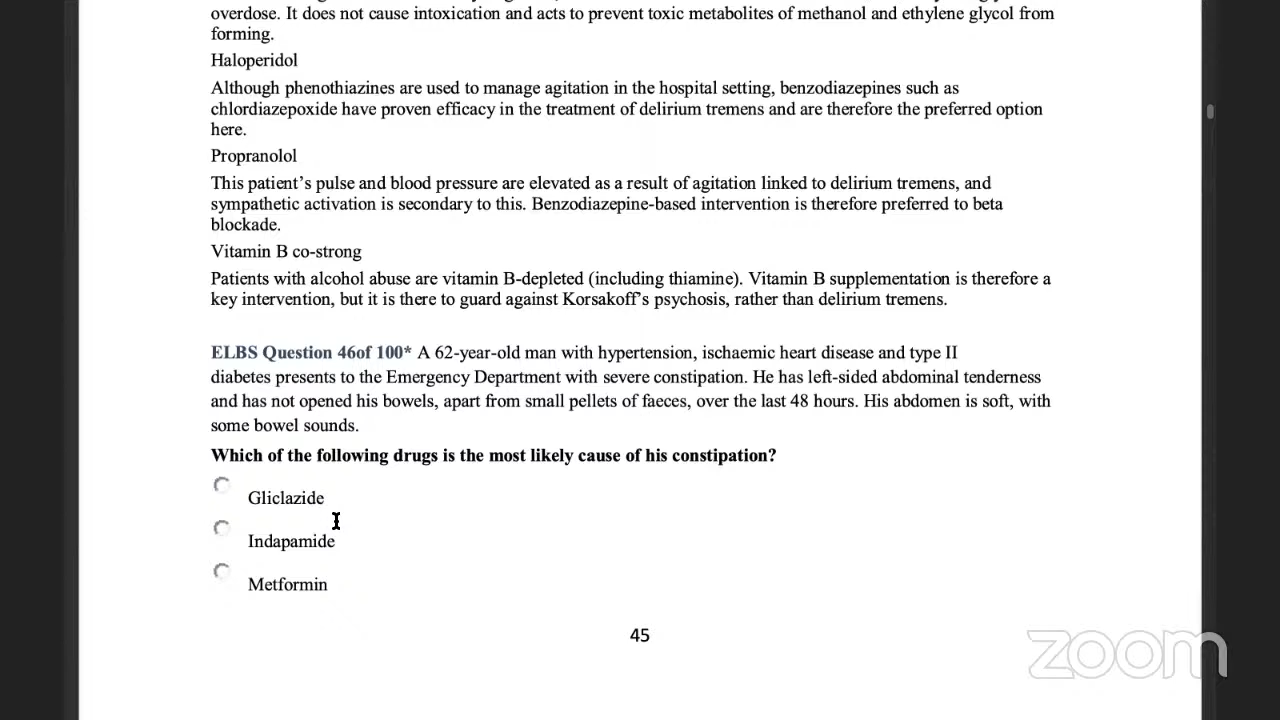 overdose. It does not cause intoxication and acts to prevent toxic metabolites of methanol and ethylene glycol from
forming.
Haloperidol
Although phenothiazines are used to manage agitation in the hospital setting, benzodiazepines such as
chlordiazepoxide have proven efficacy in the treatment of delirium tremens and are therefore the preferred option
here.
Propranolol
This patient’s pulse and blood pressure are elevated as a result of agitation linked to delirium tremens, and
sympathetic activation is secondary to this. Benzodiazepine-based intervention is therefore preferred to beta
blockade.
Vitamin B co-strong
Patients with alcohol abuse are vitamin B-depleted (including thiamine). Vitamin B supplementation is therefore a
key intervention, but it is there to guard against Korsakoff’s psychosis, rather than delirium tremens.
ELBS Question 46of 100* A 62-year-old man with hypertension, ischaemic heart disease and type II
diabetes presents to the Emergency Department with severe constipation. He has left-sided abdominal tenderness
and has not opened his bowels, apart from small pellets of faeces, over the last 48 hours. His abdomen is soft, with
some bowel sounds.
Which of the following drugs is the most likely cause of his constipation?
Gliclazide
Indapamide
Metformin
45
zoom